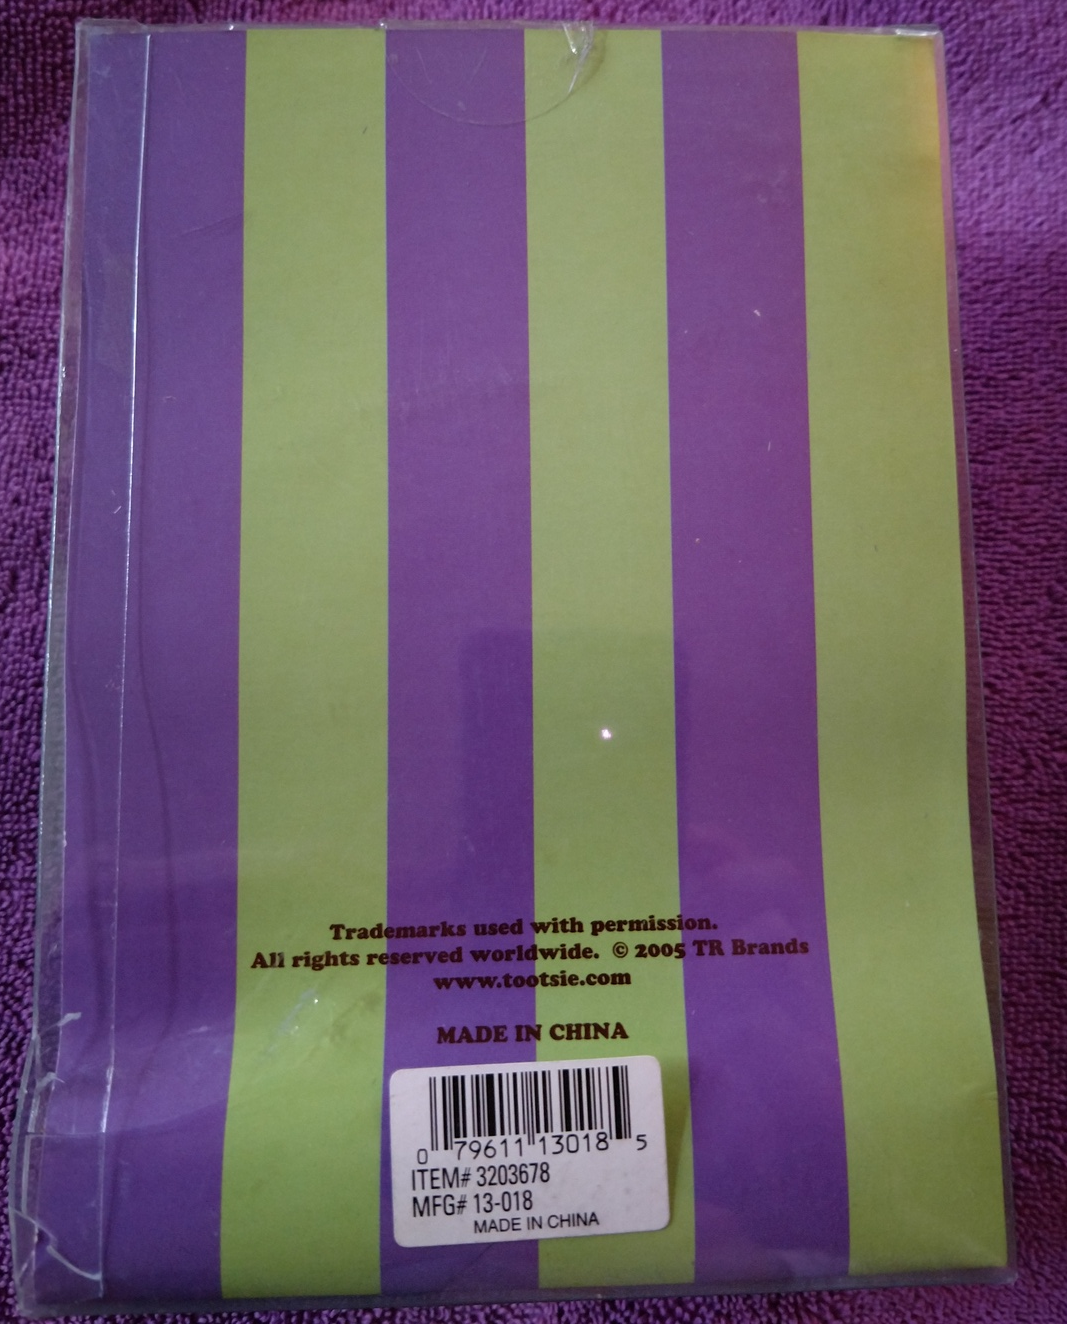 Trademarks used with permission.
All rights reserved worldwide. © 2005 TR Brands
www.tootsie.com
MADE IN CHINA
0 79611 13018 5
ITEM# 3203678
MFG# 13-018
MADE IN CHINA